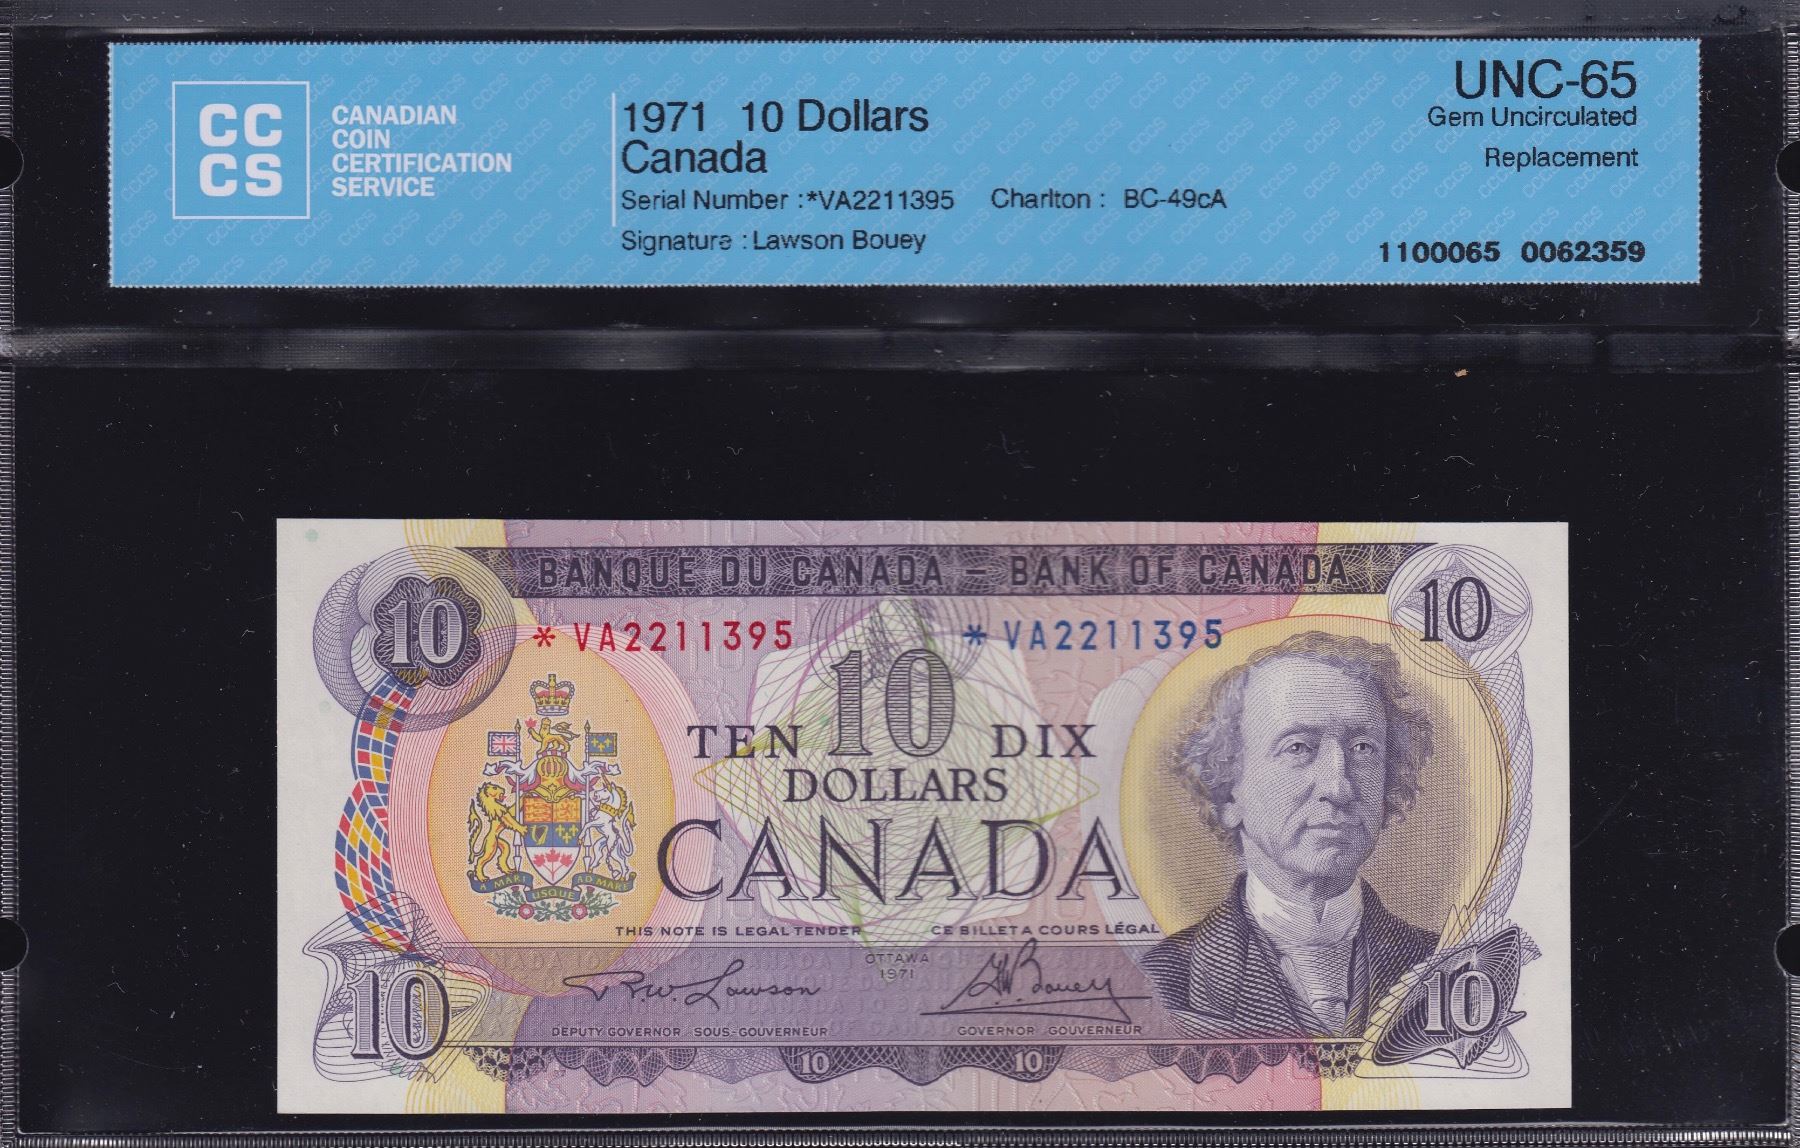 CC
CS
CANADIAN
COIN
CERTIFICATION
SERVICE
1971 10 Dollars
Canada
Serial Number :*VA2211395 Charlton : BC-49cA
Signature : Lawson Bouey
UNC-65
Gem Uncirculated
Replacement
1100065 0062359
BANQUE DU CANADA – BANK OF CANADA
10
10
* VA2211395
* VA2211395
TEN 10 DIX
DOLLARS
CANADA
A MARI USQUE AD MARE
THIS NOTE IS LEGAL TENDER
CE BILLET A COURS LÉGAL
OTTAWA
1971
R.W. Lawson
G.W. Bouey
DEPUTY GOVERNOR SOUS-GOUVERNEUR
GOVERNOR GOUVERNEUR
10
10
10
10